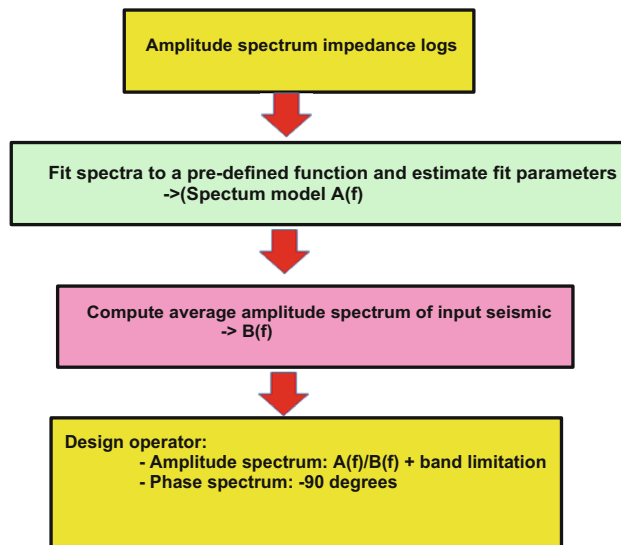 Amplitude spectrum impedance logs
Fit spectra to a pre-defined function and estimate fit parameters
->(Spectum model A(f)
Compute average amplitude spectrum of input seismic
-> B(f)
Design operator:
- Amplitude spectrum: A(f)/B(f) + band limitation
- Phase spectrum: -90 degrees